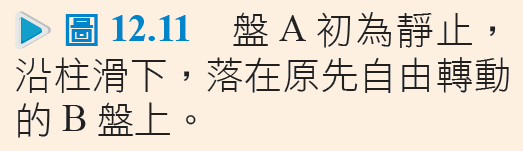 圖 12.11 盤 A 初為靜止，
沿柱滑下，落在原先自由轉動
的 B 盤上。